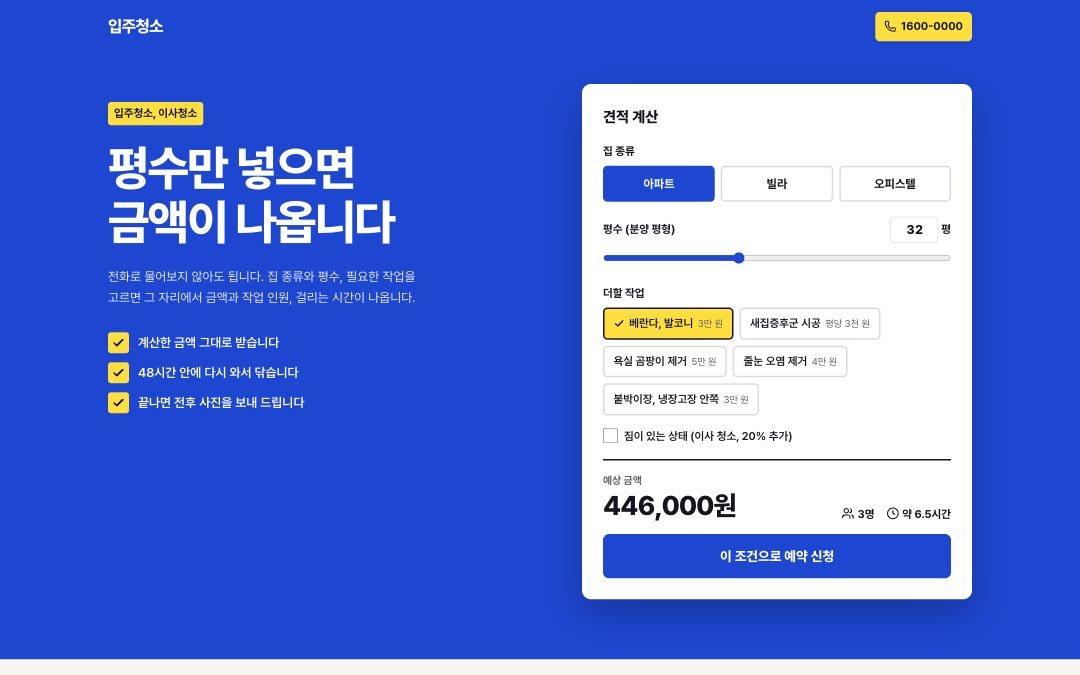 입주청소
1600-0000
입주청소, 이사청소
평수만 넣으면
금액이 나옵니다
전화로 물어보지 않아도 됩니다. 집 종류와 평수, 필요한 작업을
고르면 그 자리에서 금액과 작업 인원, 걸리는 시간이 나옵니다.
계산한 금액 그대로 받습니다
48시간 안에 다시 와서 닦습니다
끝나면 전후 사진을 보내 드립니다
견적 계산
집 종류
아파트 빌라 오피스텔
평수 (분양 평형) 32 평
더할 작업
베란다, 발코니 3만 원 새집증후군 시공 평당 3천 원
욕실 곰팡이 제거 5만 원 줄눈 오염 제거 4만 원
붙박이장, 냉장고장 안쪽 3만 원
짐이 있는 상태 (이사 청소, 20% 추가)
예상 금액
446,000원 3명 약 6.5시간
이 조건으로 예약 신청